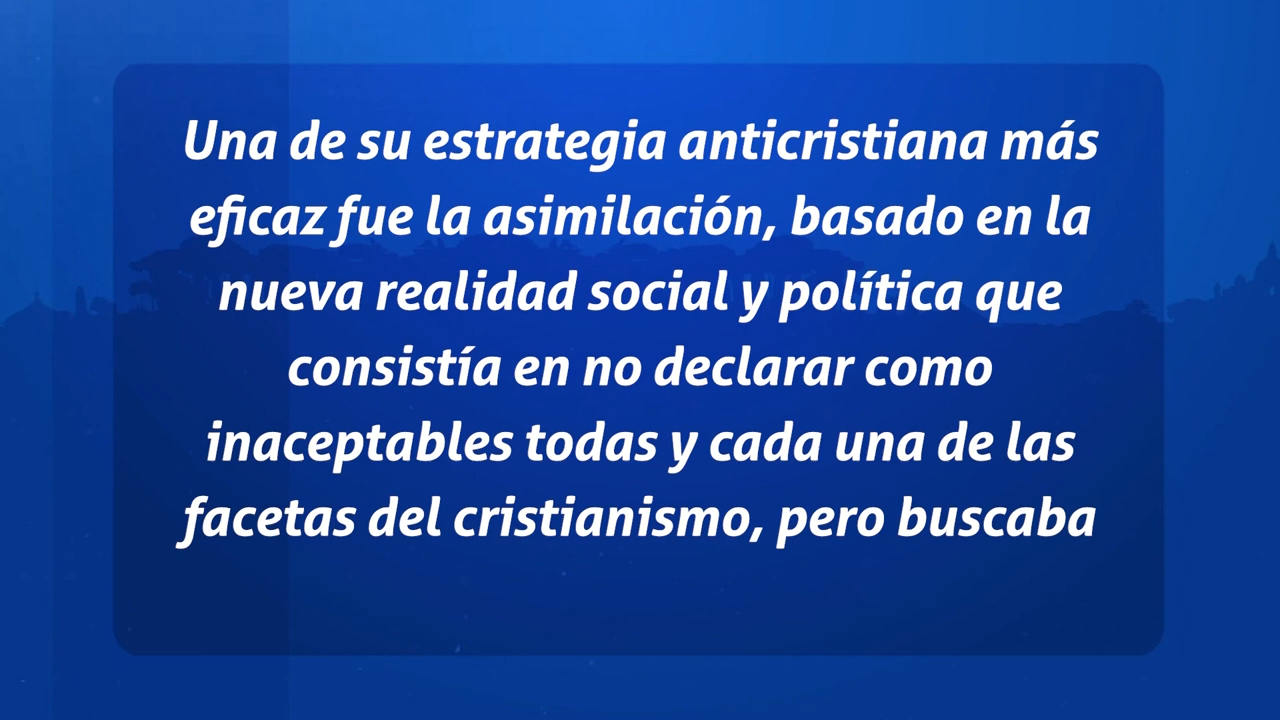 Una de su estrategia anticristiana más
eficaz fue la asimilación, basado en la
nueva realidad social y política que
consistía en no declarar como
inaceptables todas y cada una de las
facetas del cristianismo, pero buscaba